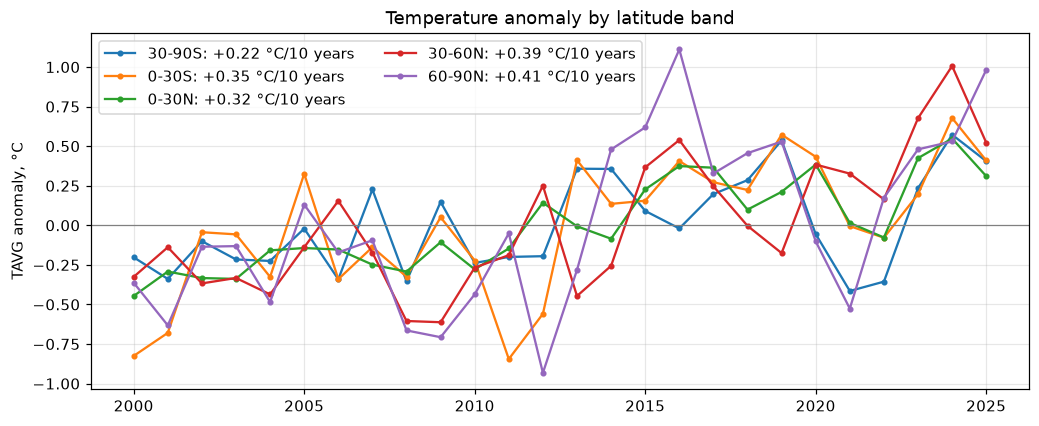 Temperature anomaly by latitude band
30-90S: +0.22 °C/10 years
0-30S: +0.35 °C/10 years
0-30N: +0.32 °C/10 years
30-60N: +0.39 °C/10 years
60-90N: +0.41 °C/10 years
TAVG anomaly, °C
1.00
0.75
0.50
0.25
0.00
−0.25
−0.50
−0.75
−1.00
2000 2005 2010 2015 2020 2025